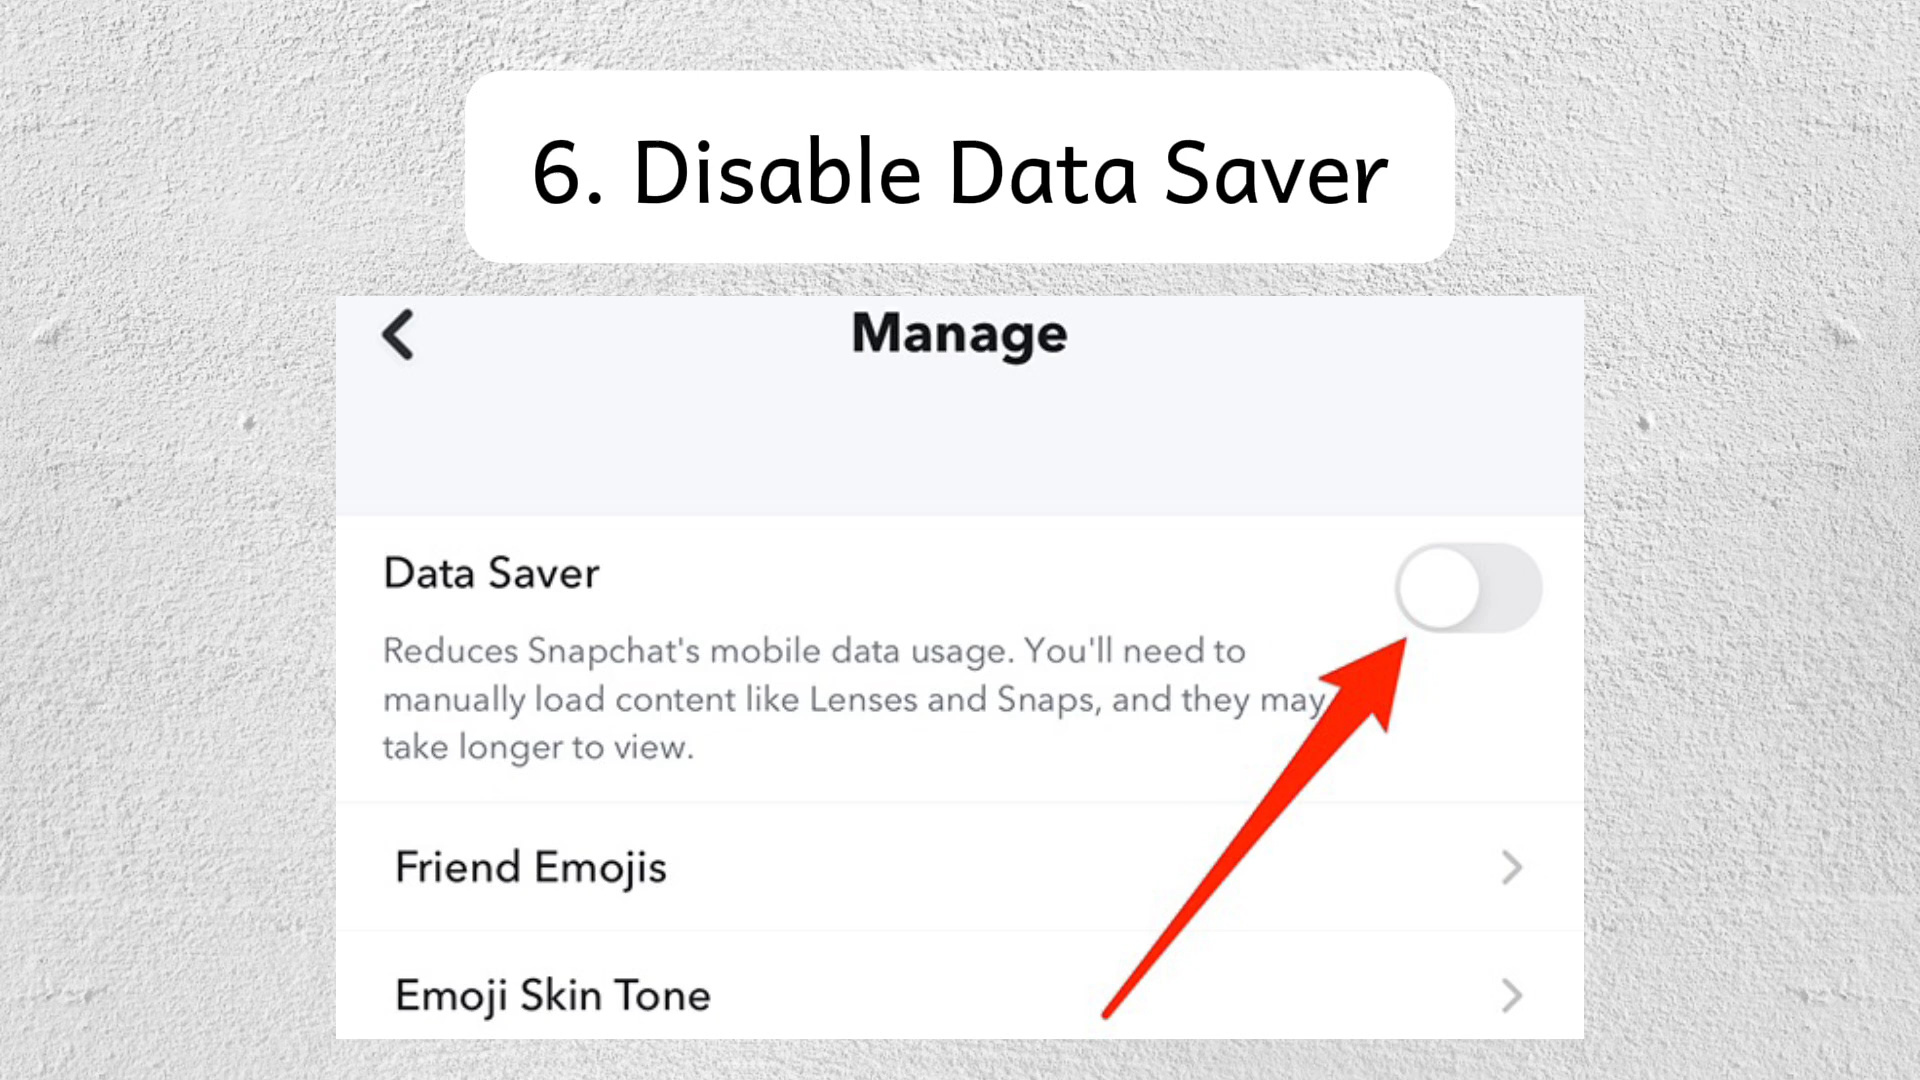 6. Disable Data Saver
Manage
Data Saver
Reduces Snapchat's mobile data usage. You'll need to
manually load content like Lenses and Snaps, and they may
take longer to view.
Friend Emojis
Emoji Skin Tone